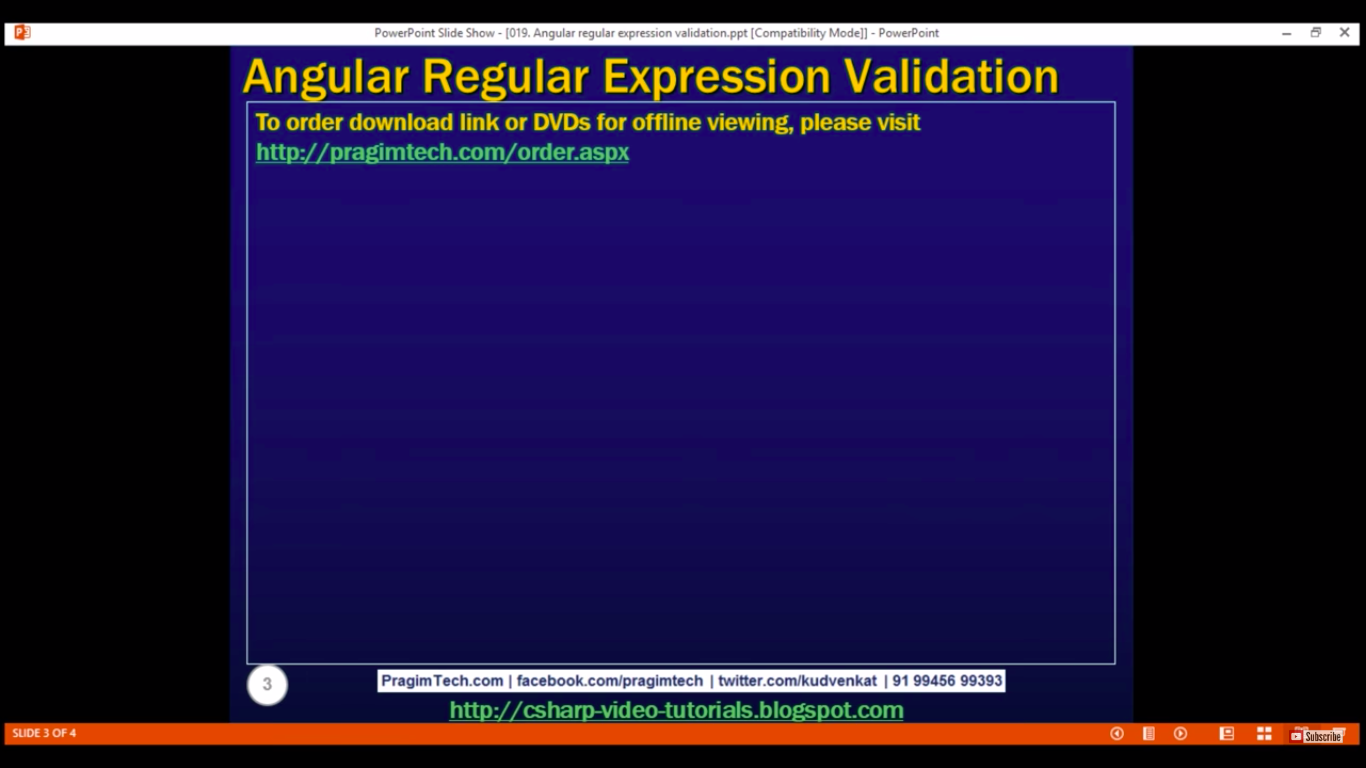 PowerPoint Slide Show - [019. Angular regular expression validation.ppt [Compatibility Mode]] - PowerPoint
Angular Regular Expression Validation
To order download link or DVDs for offline viewing, please visit
http://pragimtech.com/order.aspx
3
PragimTech.com | facebook.com/pragimtech | twitter.com/kudvenkat | 91 99456 99393
http://csharp-video-tutorials.blogspot.com
SLIDE 3 OF 4
Subscribe